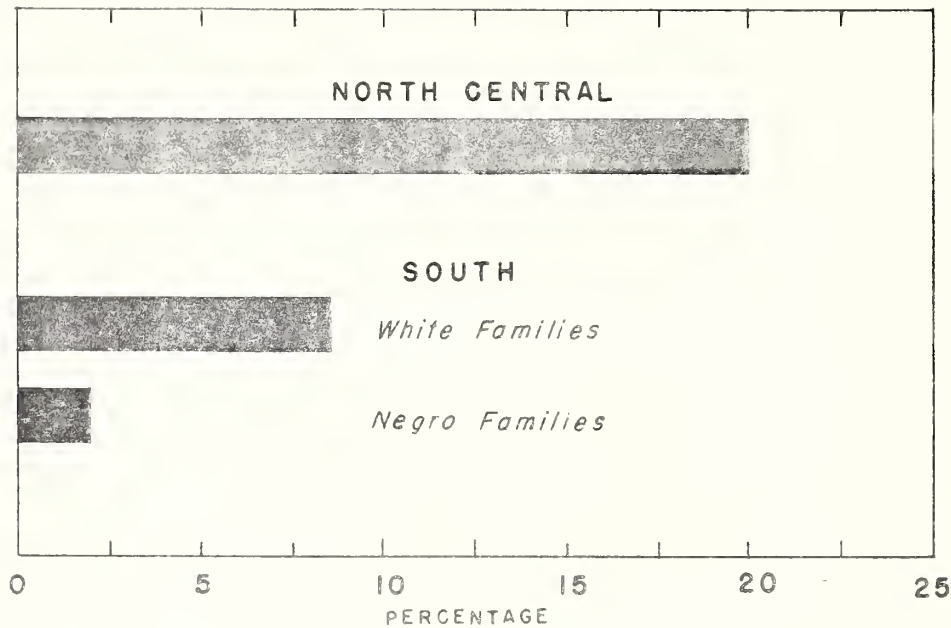 NORTH CENTRAL
SOUTH
White Families
Negro Families
0 5 10 15 20 25
PERCENTAGE